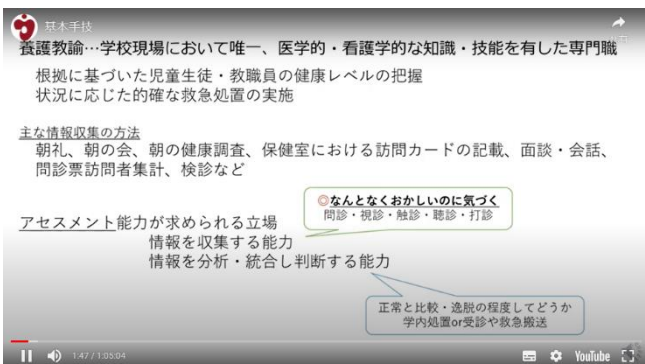 基本手技
養護教諭…学校現場において唯一、医学的・看護学的な知識・技能を有した専門職
根拠に基づいた児童生徒・教職員の健康レベルの把握
状況に応じた的確な救急処置の実施
主な情報収集の方法
朝礼、朝の会、朝の健康調査、保健室における訪問カードの記載、面談・会話、
問診票訪問者集計、検診など
◎なんとなくおかしいのに気づく
問診・視診・触診・聴診・打診
アセスメント能力が求められる立場
情報を収集する能力
情報を分析・統合し判断する能力
正常と比較・逸脱の程度してどうか
学内処置or受診や救急搬送
1:47 / 1:05:04
YouTube